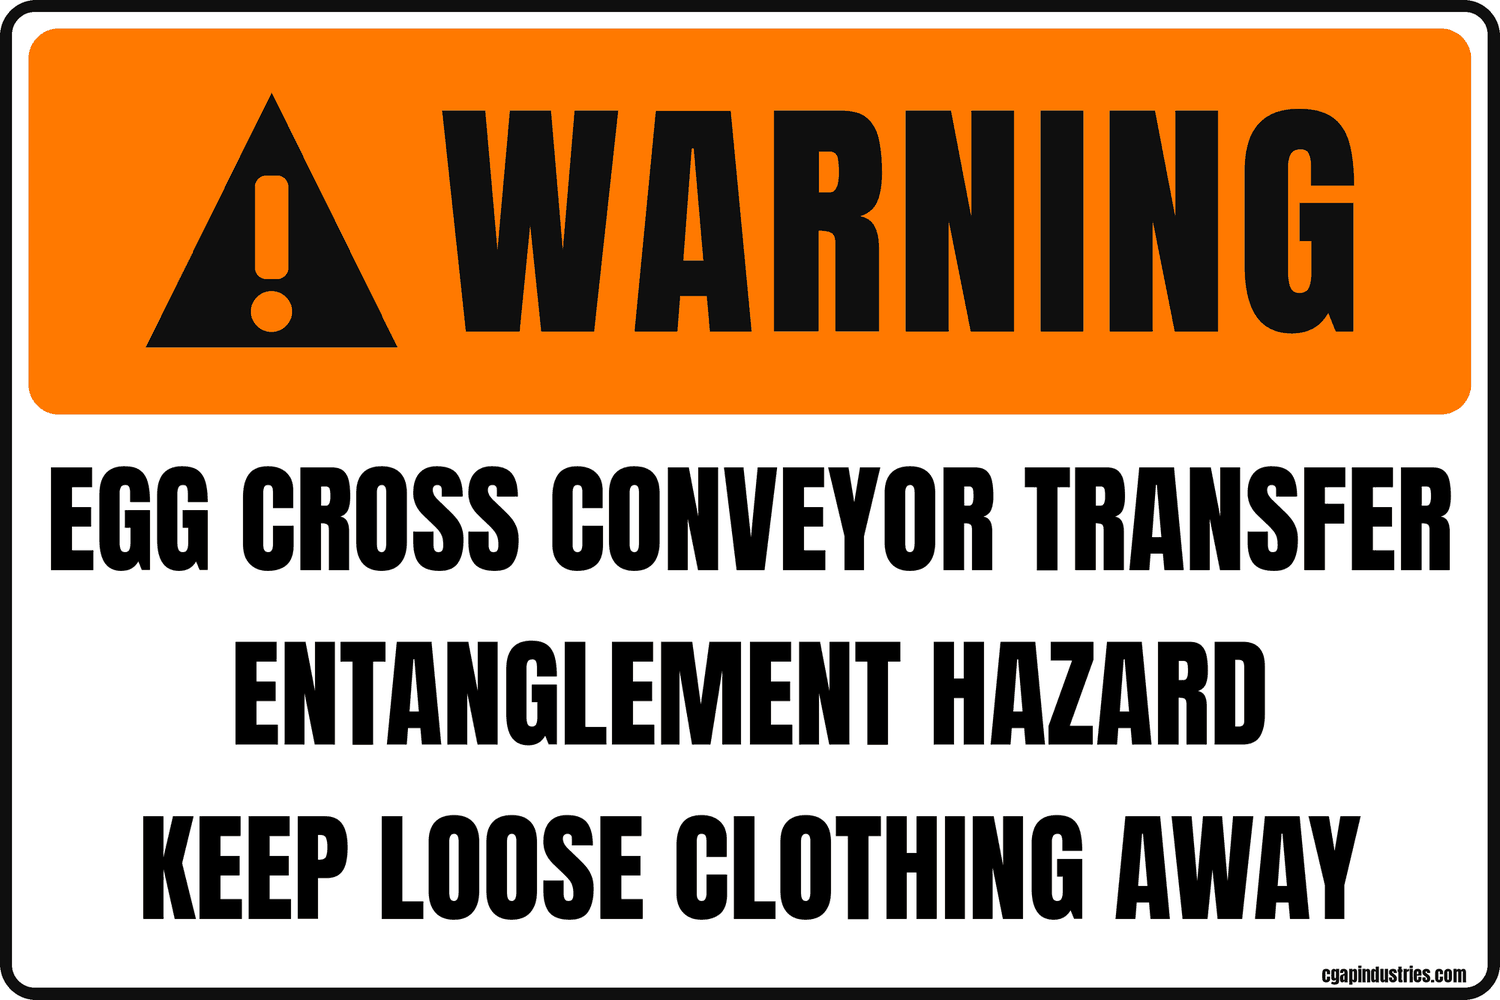 WARNING
EGG CROSS CONVEYOR TRANSFER
ENTANGLEMENT HAZARD
KEEP LOOSE CLOTHING AWAY
cgapindustries.com